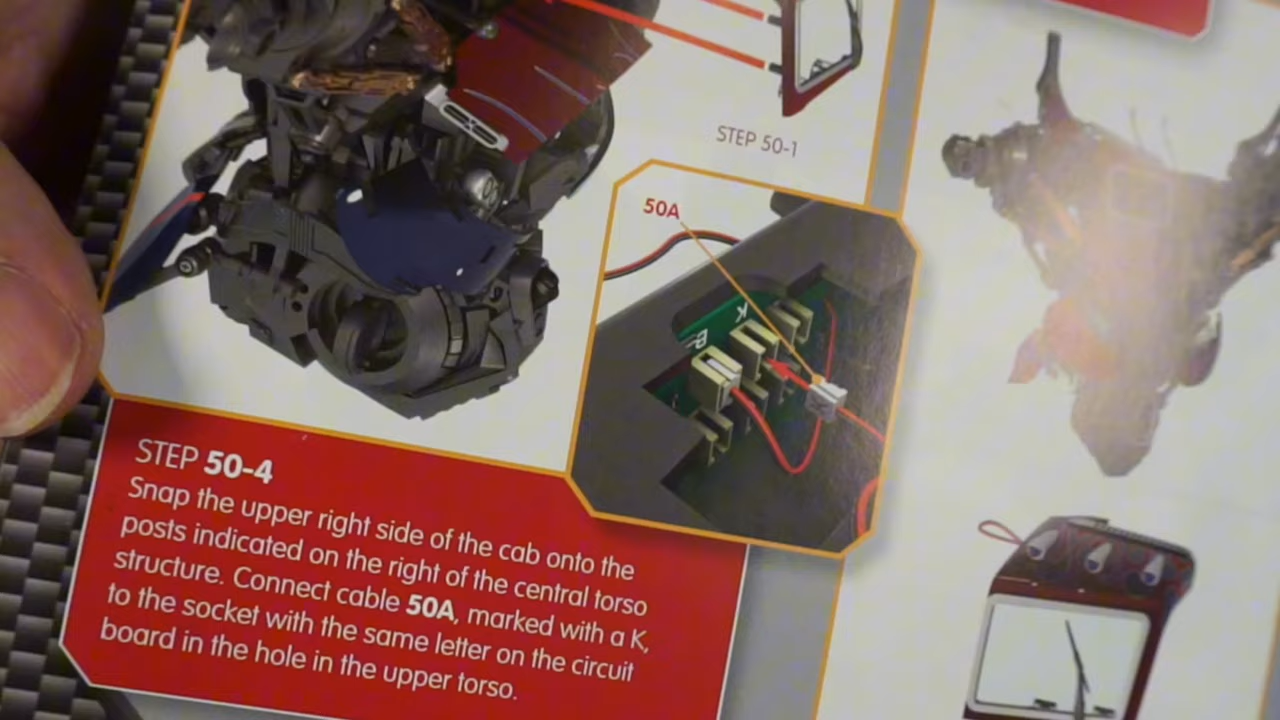 STEP 50-1
50A
K
B
STEP 50-4
Snap the upper right side of the cab onto the
posts indicated on the right of the central torso
structure. Connect cable 50A, marked with a K,
to the socket with the same letter on the circuit
board in the hole in the upper torso.